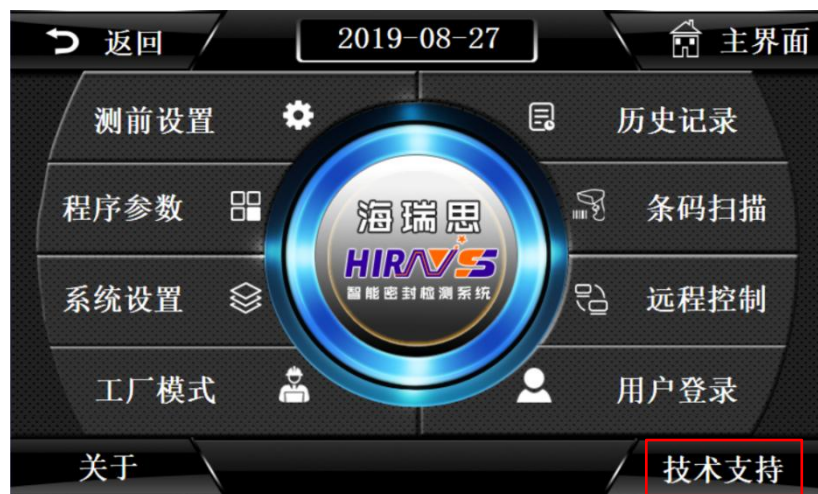 返回
2019-08-27
主界面
测前设置
历史记录
程序参数
条码扫描
海瑞思
HIRAYS
智能密封检测系统
系统设置
远程控制
工厂模式
用户登录
关于
技术支持